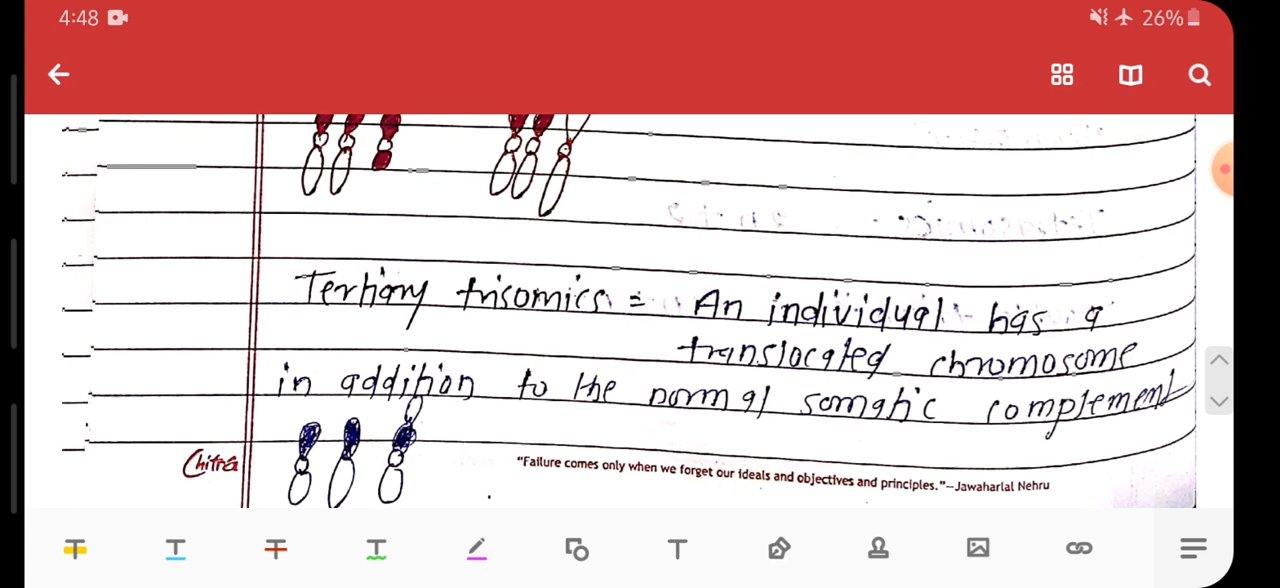 4:48
26%
Tertiary trisomics = An individual has a
translocated chromosome
in addition to the normal somatic complement
Chitra
"Failure comes only when we forget our ideals and objectives and principles."—Jawaharlal Nehru
T T T T T